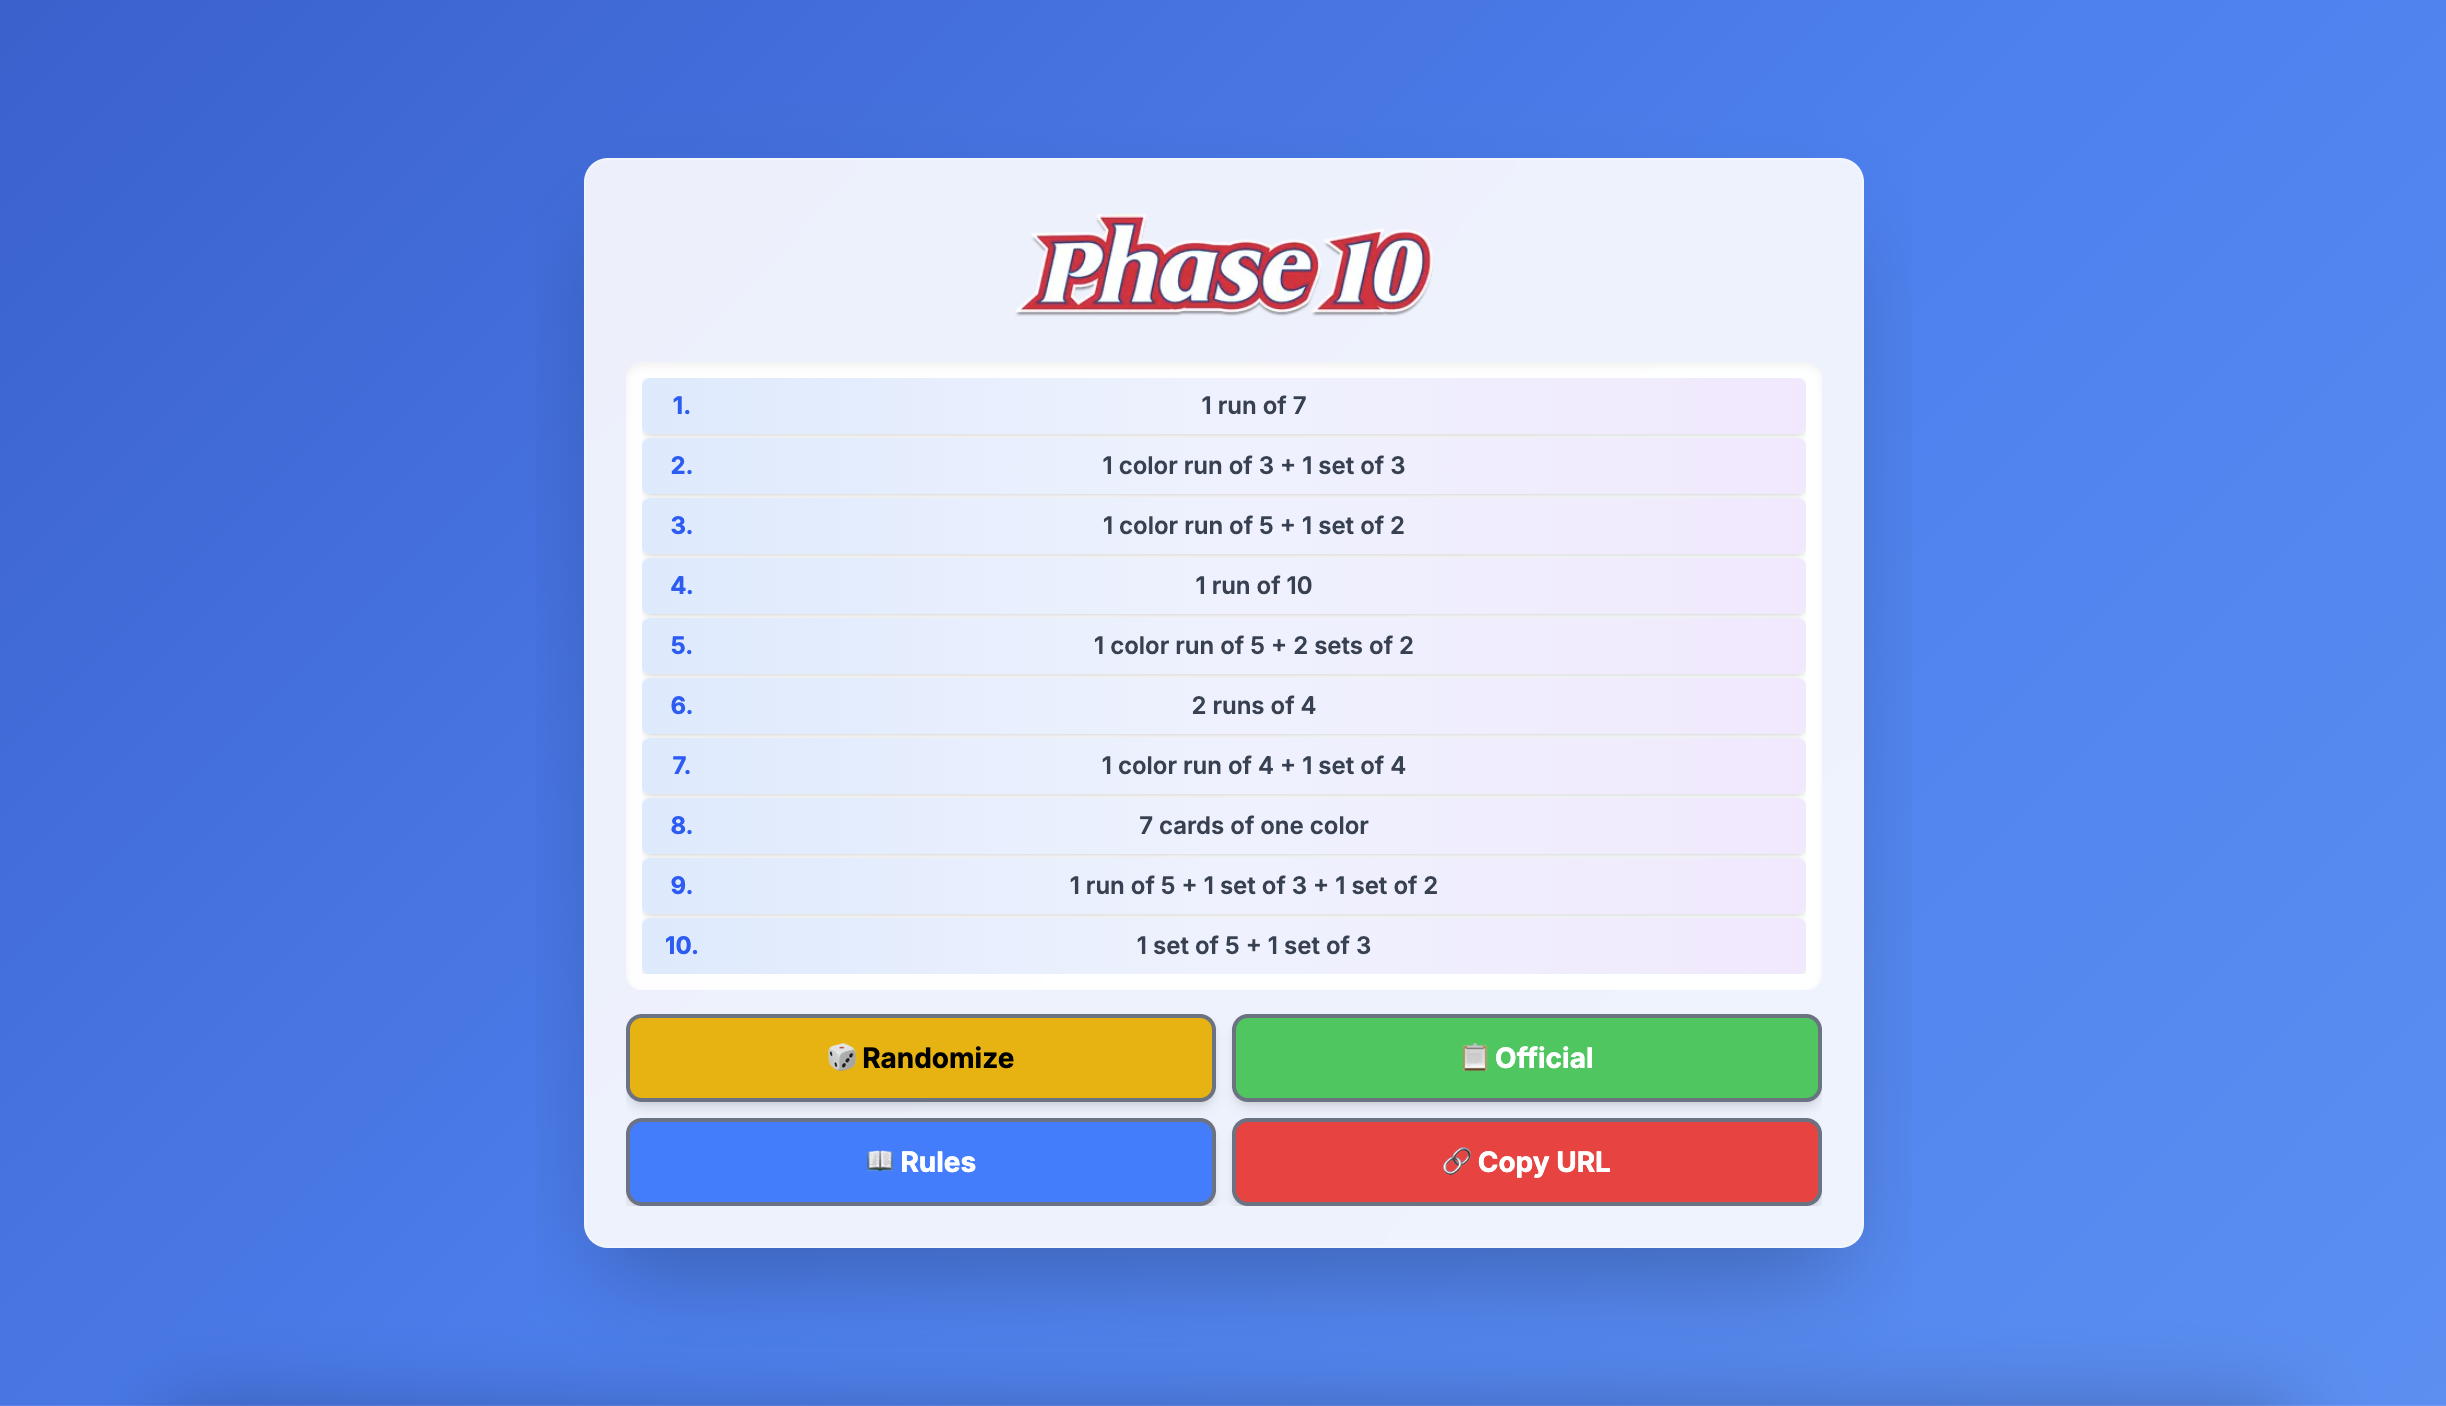 Phase 10
1. 1 run of 7
2. 1 color run of 3 + 1 set of 3
3. 1 color run of 5 + 1 set of 2
4. 1 run of 10
5. 1 color run of 5 + 2 sets of 2
6. 2 runs of 4
7. 1 color run of 4 + 1 set of 4
8. 7 cards of one color
9. 1 run of 5 + 1 set of 3 + 1 set of 2
10. 1 set of 5 + 1 set of 3
🎲 Randomize
📋 Official
📖 Rules
🔗 Copy URL